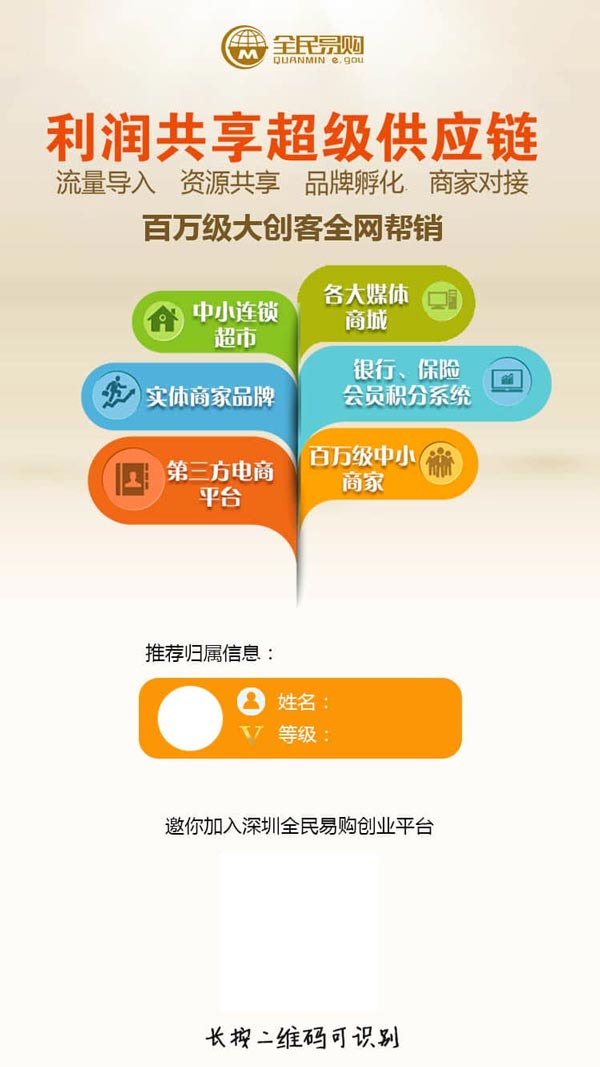 全民易购
QUANMIN e.gou
利润共享超级供应链
流量导入 资源共享 品牌孵化 商家对接
百万级大创客全网帮销
中小连锁
超市
各大媒体
商城
实体商家品牌
银行、保险
会员积分系统
第三方电商
平台
百万级中小
商家
推荐归属信息：
姓名：
等级：
邀你加入深圳全民易购创业平台
长按二维码可识别